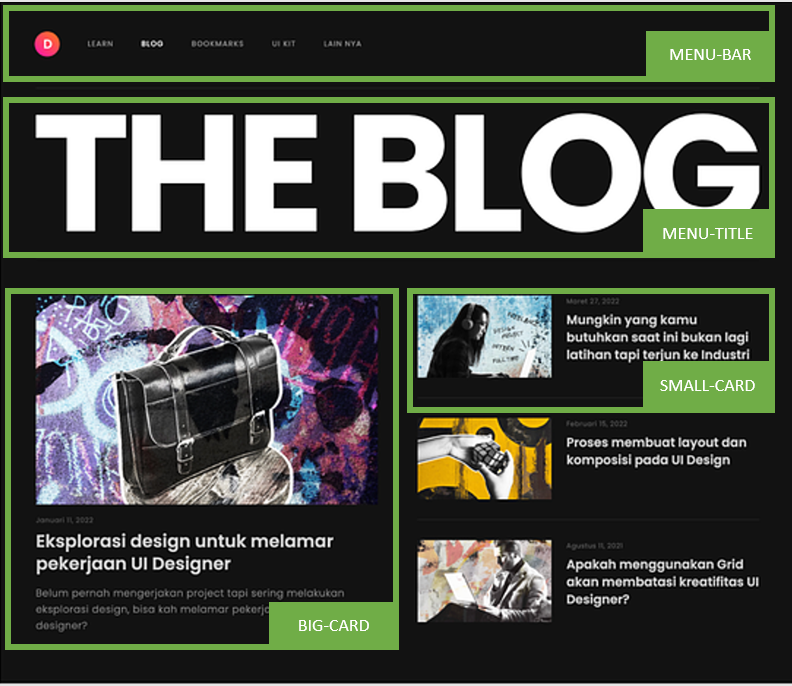 D LEARN BLOG BOOKMARKS UI KIT LAIN NYA
MENU-BAR
THE BLOG
MENU-TITLE
Januari 11, 2022
Eksplorasi design untuk melamar
pekerjaan UI Designer
Belum pernah mengerjakan project tapi sering melakukan
eksplorasi design, bisa kah melamar
designer?
BIG-CARD
Maret 27, 2022
Mungkin yang kamu
butuhkan saat ini bukan lagi
latihan tapi terjun ke Industri
SMALL-CARD
Februari 15, 2022
Proses membuat layout dan
komposisi pada UI Design
Agustus 11, 2021
Apakah menggunakan Grid
akan membatasi kreatifitas UI
Designer?